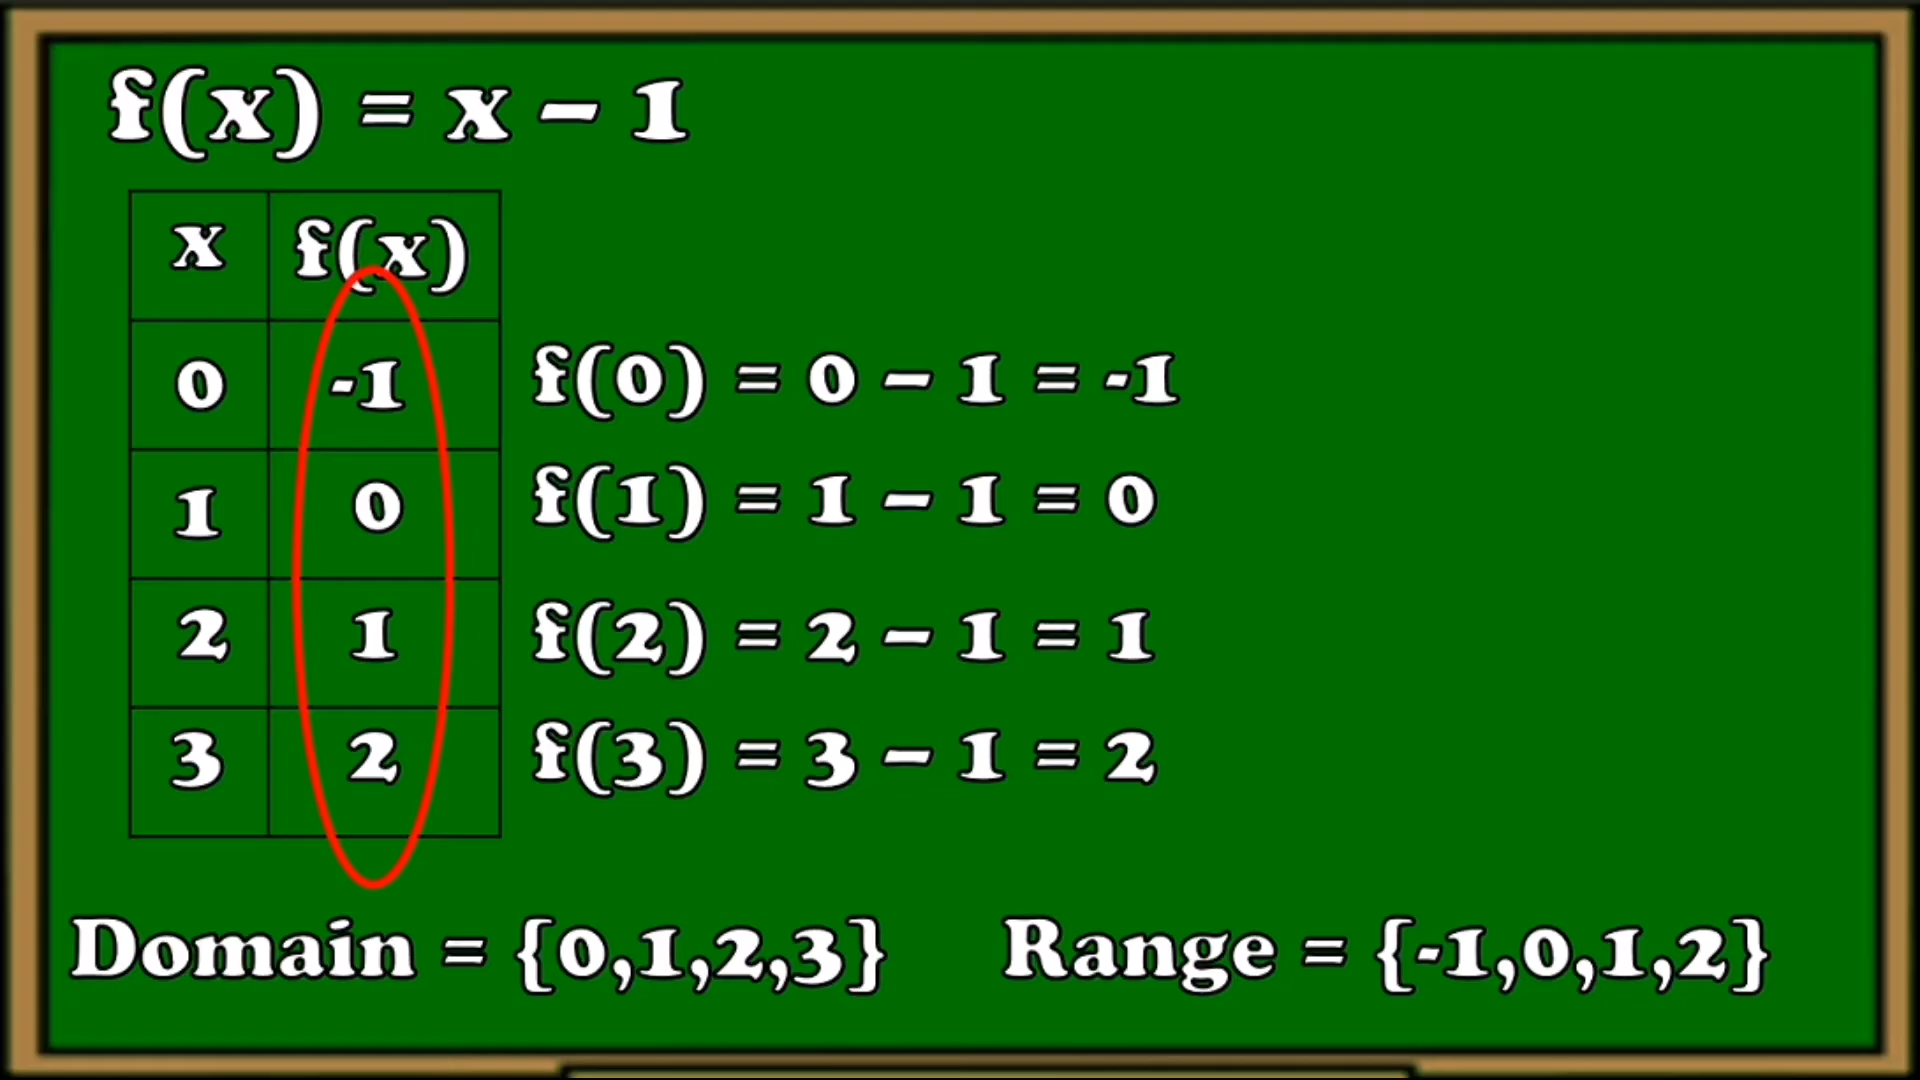 f(x) = x – 1
x f(x)
0 -1 f(0) = 0 – 1 = -1
1 0 f(1) = 1 – 1 = 0
2 1 f(2) = 2 – 1 = 1
3 2 f(3) = 3 – 1 = 2
Domain = {0,1,2,3} Range = {-1,0,1,2}